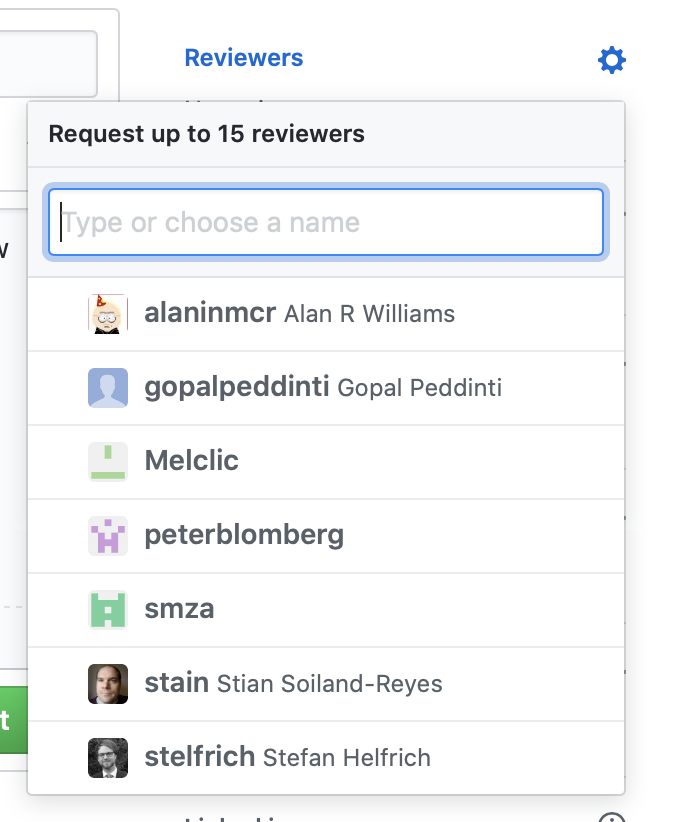 Reviewers
Request up to 15 reviewers
w
Type or choose a name
alaninmcr Alan R Williams
gopalpeddinti Gopal Peddinti
Melclic
peterblomberg
smza
stain Stian Soiland-Reyes
t
stelfrich Stefan Helfrich